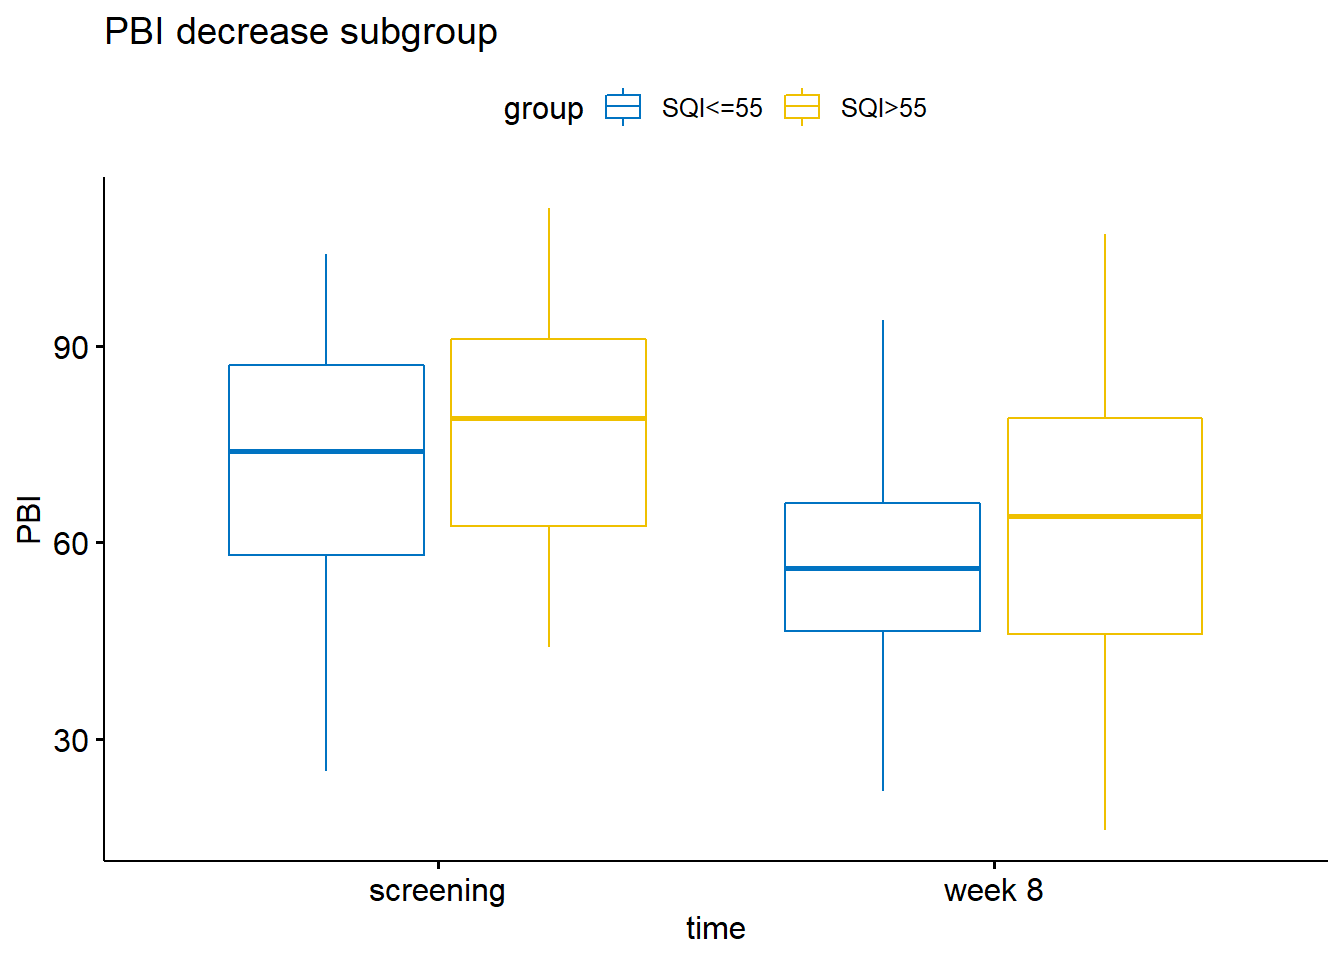 PBI decrease subgroup
group SQI<=55 SQI>55
90
60
30
PBI
screening week 8
time